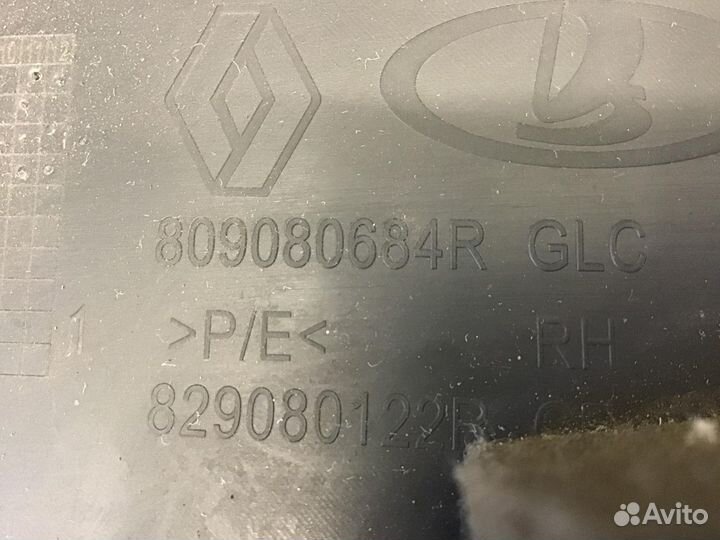 809080684R GLC
1 >P/E< RH
829080122R
Avito